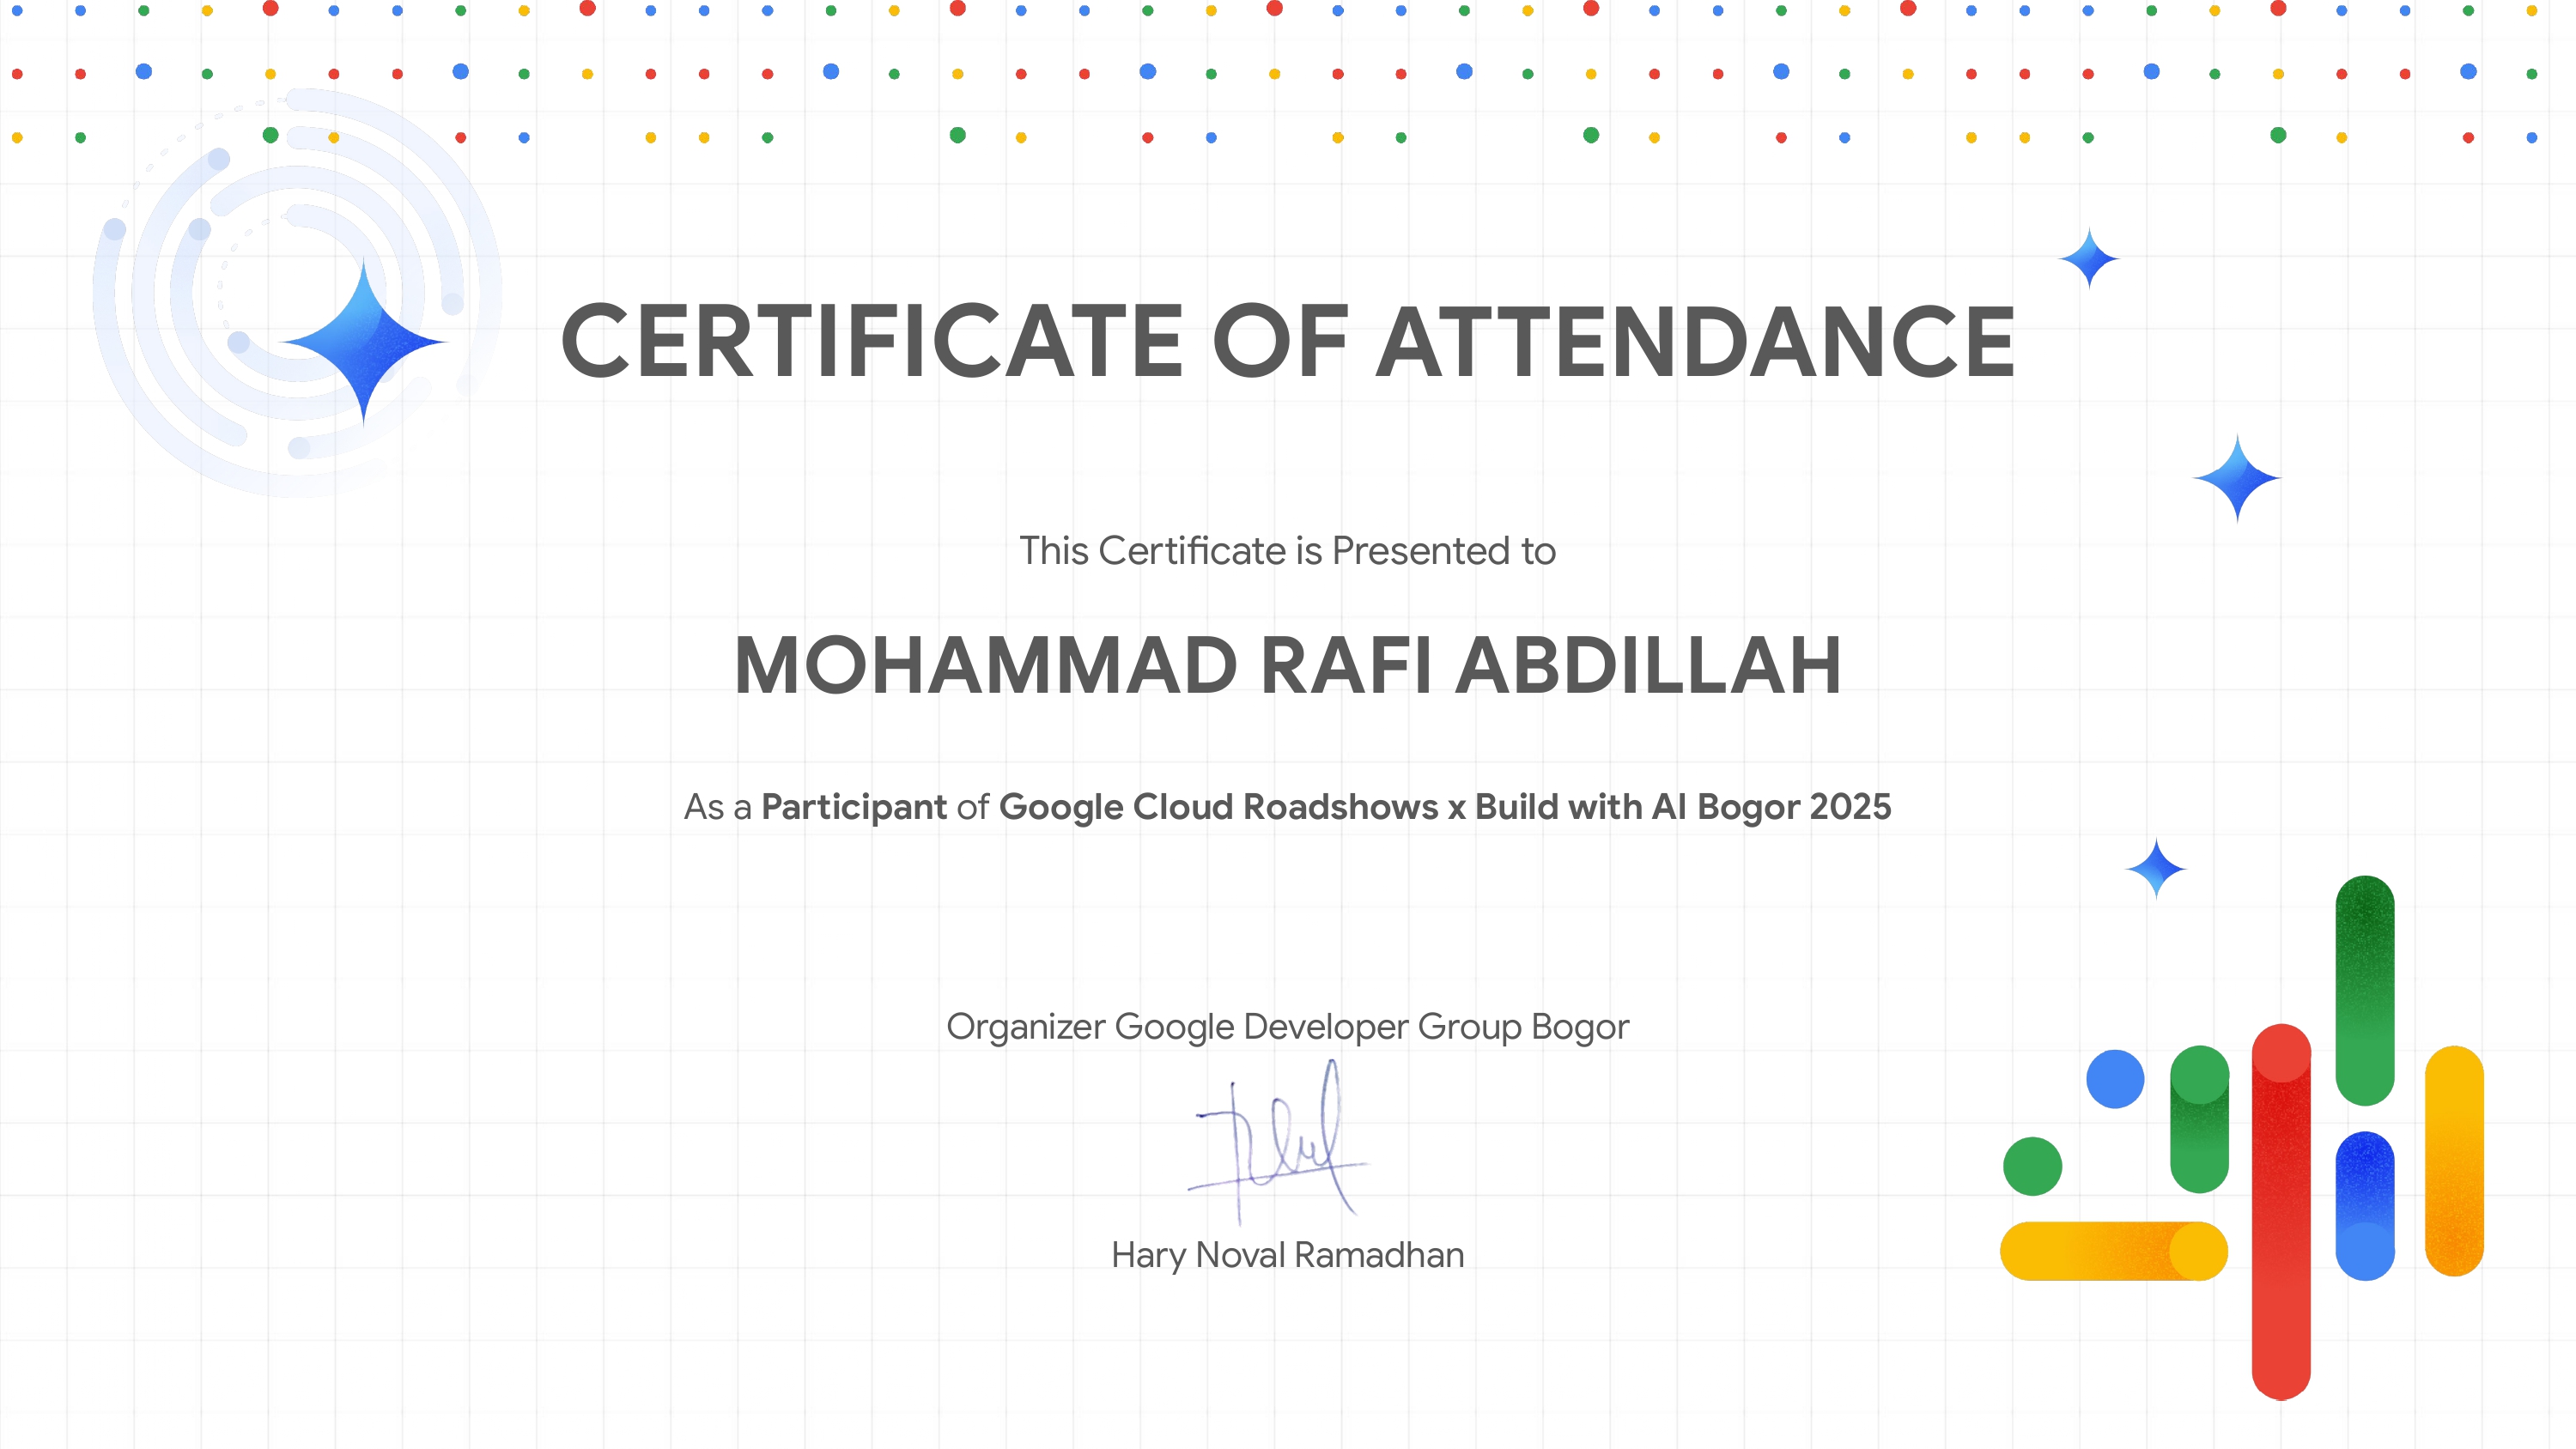 CERTIFICATE OF ATTENDANCE
This Certificate is Presented to
MOHAMMAD RAFI ABDILLAH
As a Participant of Google Cloud Roadshows x Build with AI Bogor 2025
Organizer Google Developer Group Bogor
Hary Noval Ramadhan